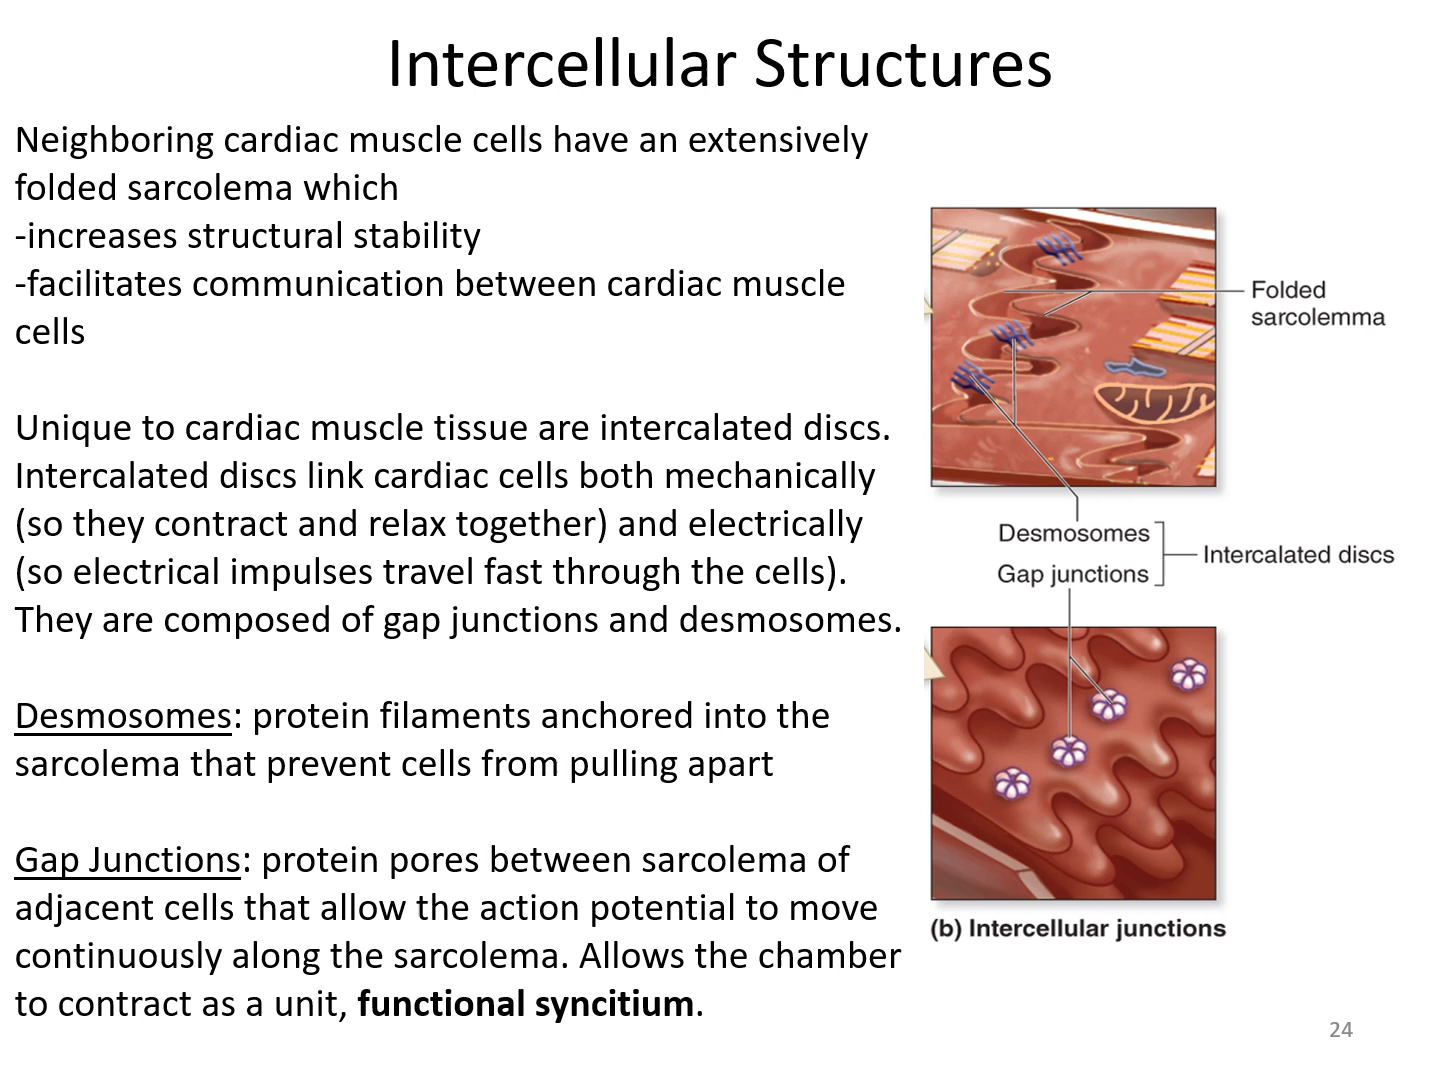 Intercellular Structures
Neighboring cardiac muscle cells have an extensively
folded sarcolema which
-increases structural stability
-facilitates communication between cardiac muscle
cells
Unique to cardiac muscle tissue are intercalated discs.
Intercalated discs link cardiac cells both mechanically
(so they contract and relax together) and electrically
(so electrical impulses travel fast through the cells).
They are composed of gap junctions and desmosomes.
Desmosomes: protein filaments anchored into the
sarcolema that prevent cells from pulling apart
Gap Junctions: protein pores between sarcolema of
adjacent cells that allow the action potential to move
continuously along the sarcolema. Allows the chamber
to contract as a unit, functional syncitium.
Folded
sarcolemma
Desmosomes
Gap junctions
Intercalated discs
(b) Intercellular junctions
24